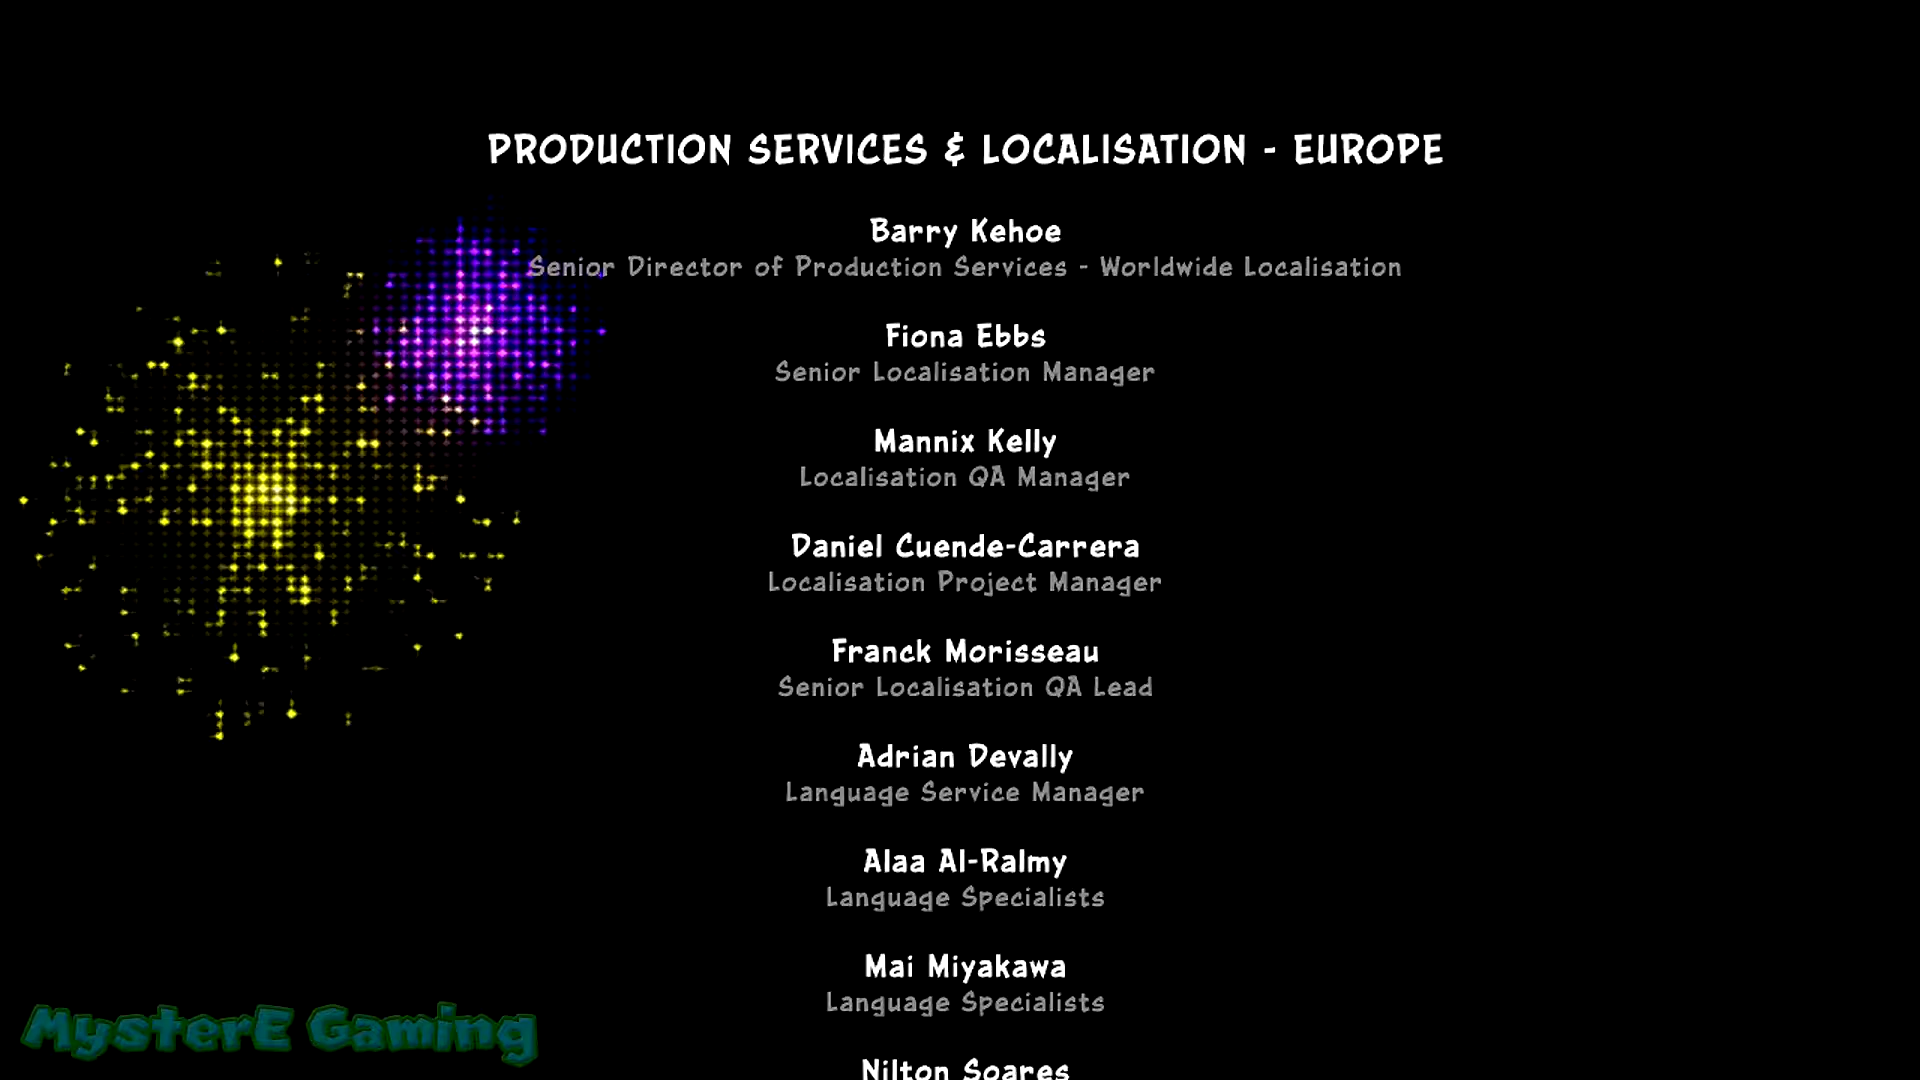 PRODUCTION SERVICES & LOCALISATION - EUROPE
Barry Kehoe
Senior Director of Production Services - Worldwide Localisation
Fiona Ebbs
Senior Localisation Manager
Mannix Kelly
Localisation QA Manager
Daniel Cuende-Carrera
Localisation Project Manager
Franck Morisseau
Senior Localisation QA Lead
Adrian Devally
Language Service Manager
Alaa Al-Ralmy
Language Specialists
Mai Miyakawa
Language Specialists
Nilton Soares
MysterE Gaming